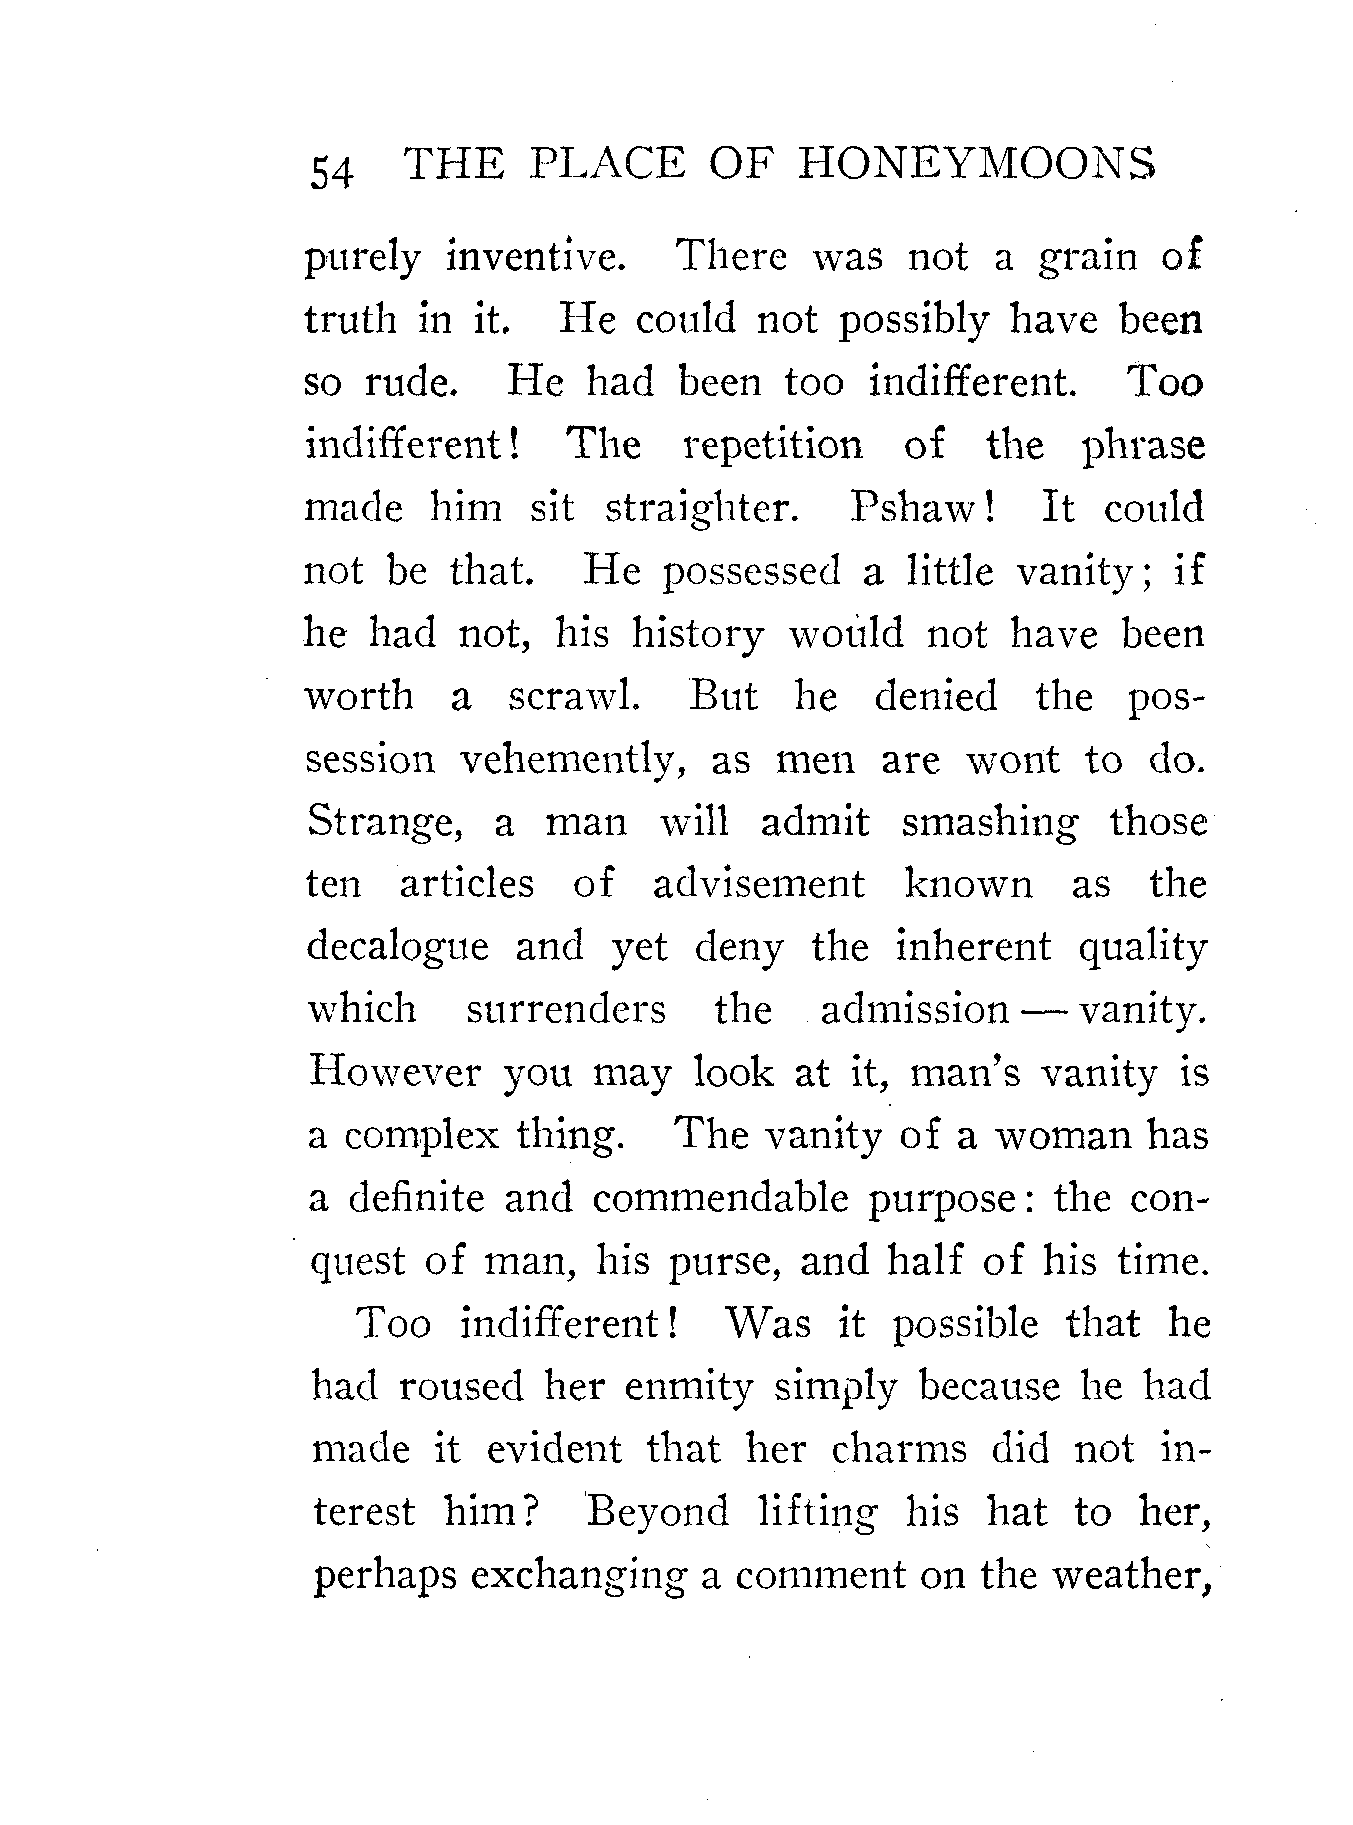 54 THE PLACE OF HONEYMOONS
purely inventive. There was not a grain of
truth in it. He could not possibly have been
so rude. He had been too indifferent. Too
indifferent! The repetition of the phrase
made him sit straighter. Pshaw! It could
not be that. He possessed a little vanity; if
he had not, his history would not have been
worth a scrawl. But he denied the pos-
session vehemently, as men are wont to do.
Strange, a man will admit smashing those
ten articles of advisement known as the
decalogue and yet deny the inherent quality
which surrenders the admission — vanity.
However you may look at it, man's vanity is
a complex thing. The vanity of a woman has
a definite and commendable purpose: the con-
quest of man, his purse, and half of his time.
Too indifferent! Was it possible that he
had roused her enmity simply because he had
made it evident that her charms did not in-
terest him? Beyond lifting his hat to her,
perhaps exchanging a comment on the weather,